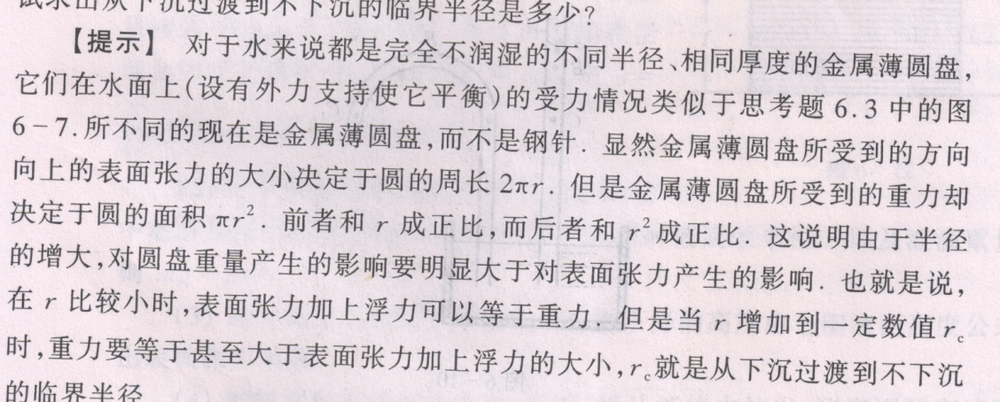 试求出从下沉过渡到不下沉的临界半径是多少?
【提示】 对于水来说都是完全不润湿的不同半径、相同厚度的金属薄圆盘,
它们在水面上(设有外力支持使它平衡)的受力情况类似于思考题 6.3 中的图
6-7.所不同的现在是金属薄圆盘,而不是钢针. 显然金属薄圆盘所受到的方向
向上的表面张力的大小决定于圆的周长 2πr. 但是金属薄圆盘所受到的重力却
决定于圆的面积 πr². 前者和 r 成正比,而后者和 r²成正比. 这说明由于半径
的增大,对圆盘重量产生的影响要明显大于对表面张力产生的影响. 也就是说,
在 r 比较小时,表面张力加上浮力可以等于重力. 但是当 r 增加到一定数值 r_c
时,重力要等于甚至大于表面张力加上浮力的大小,r_c就是从下沉过渡到不下沉
的临界半径